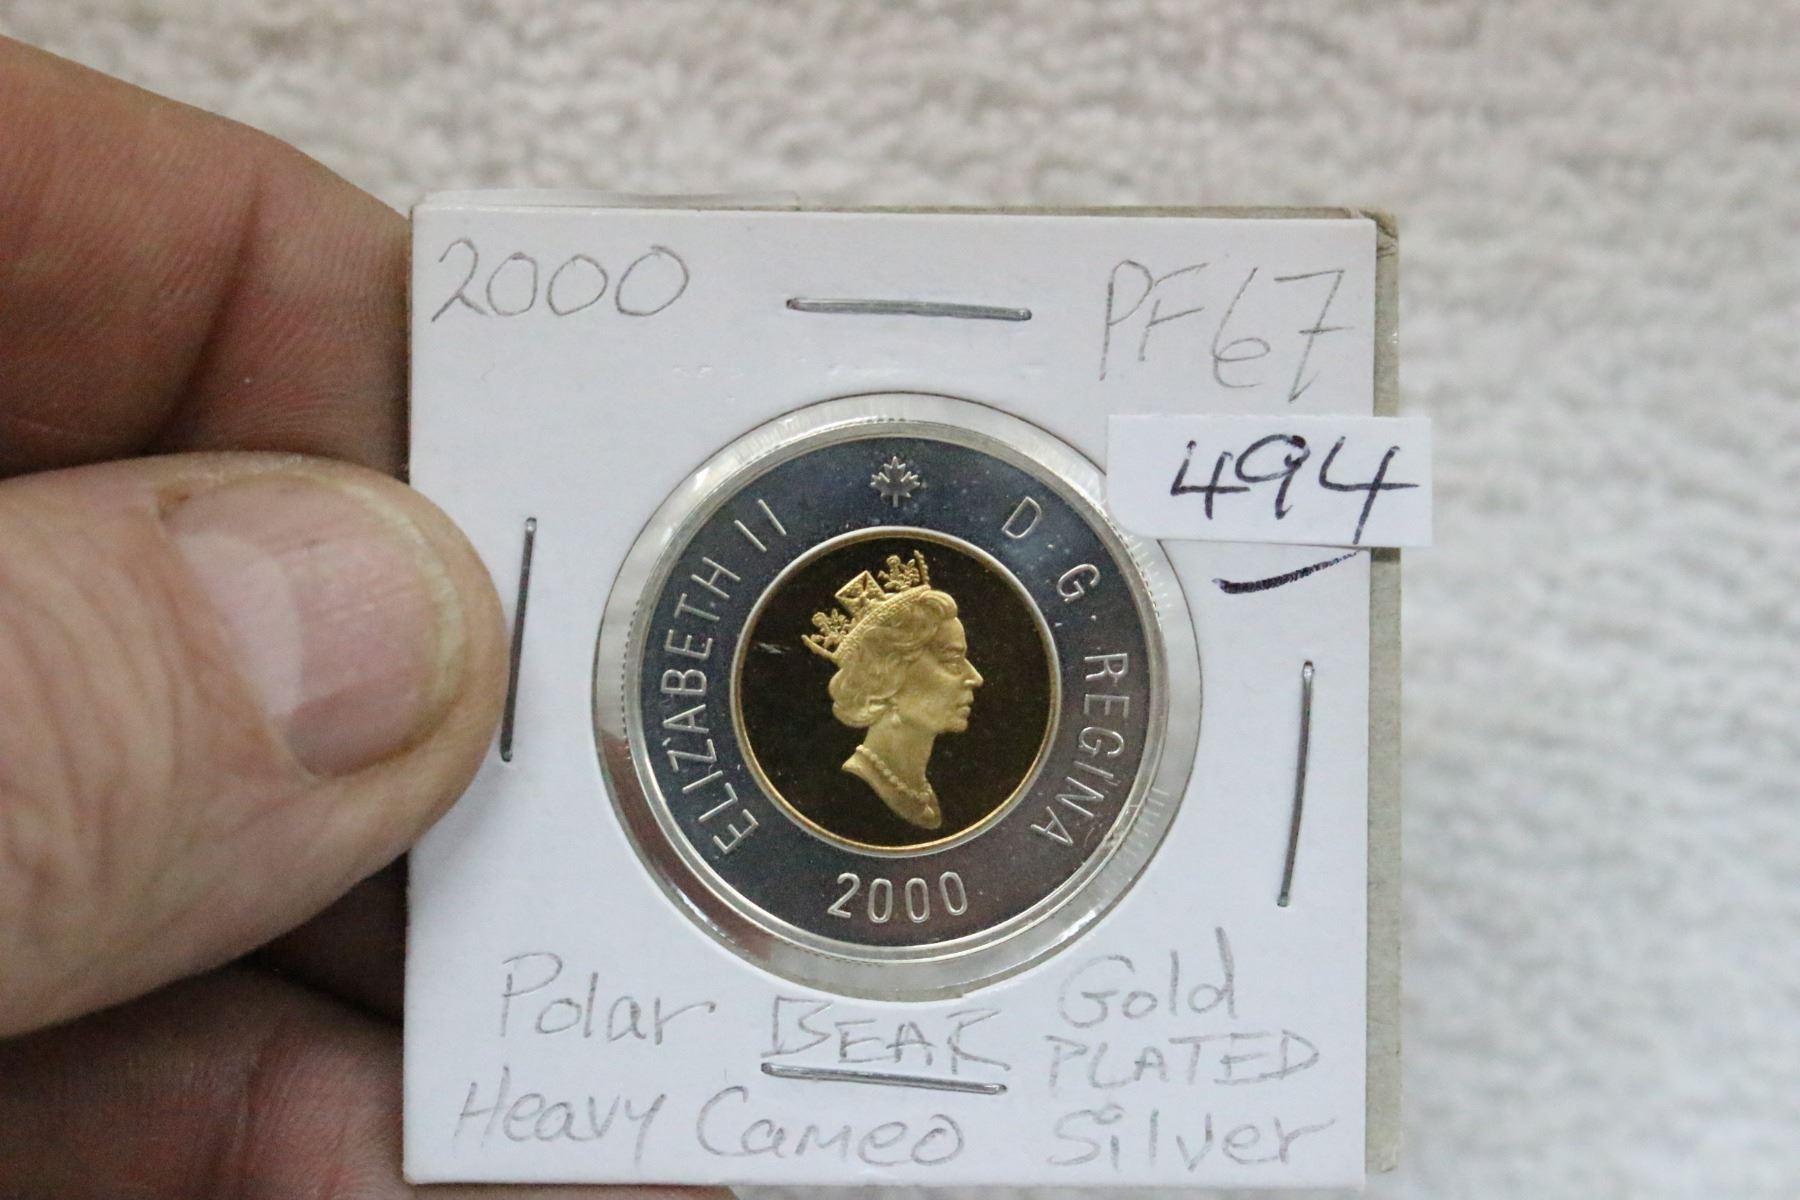 2000 PF67
494
ELIZABETH II D·G·REGINA
2000
Polar BEAR Gold PLATED
Heavy Cameo Silver